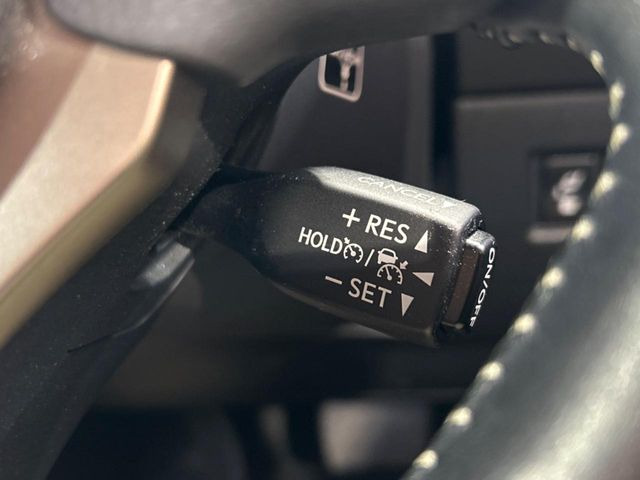 CANCEL
+ RES
HOLD /
- SET
ON/OFF